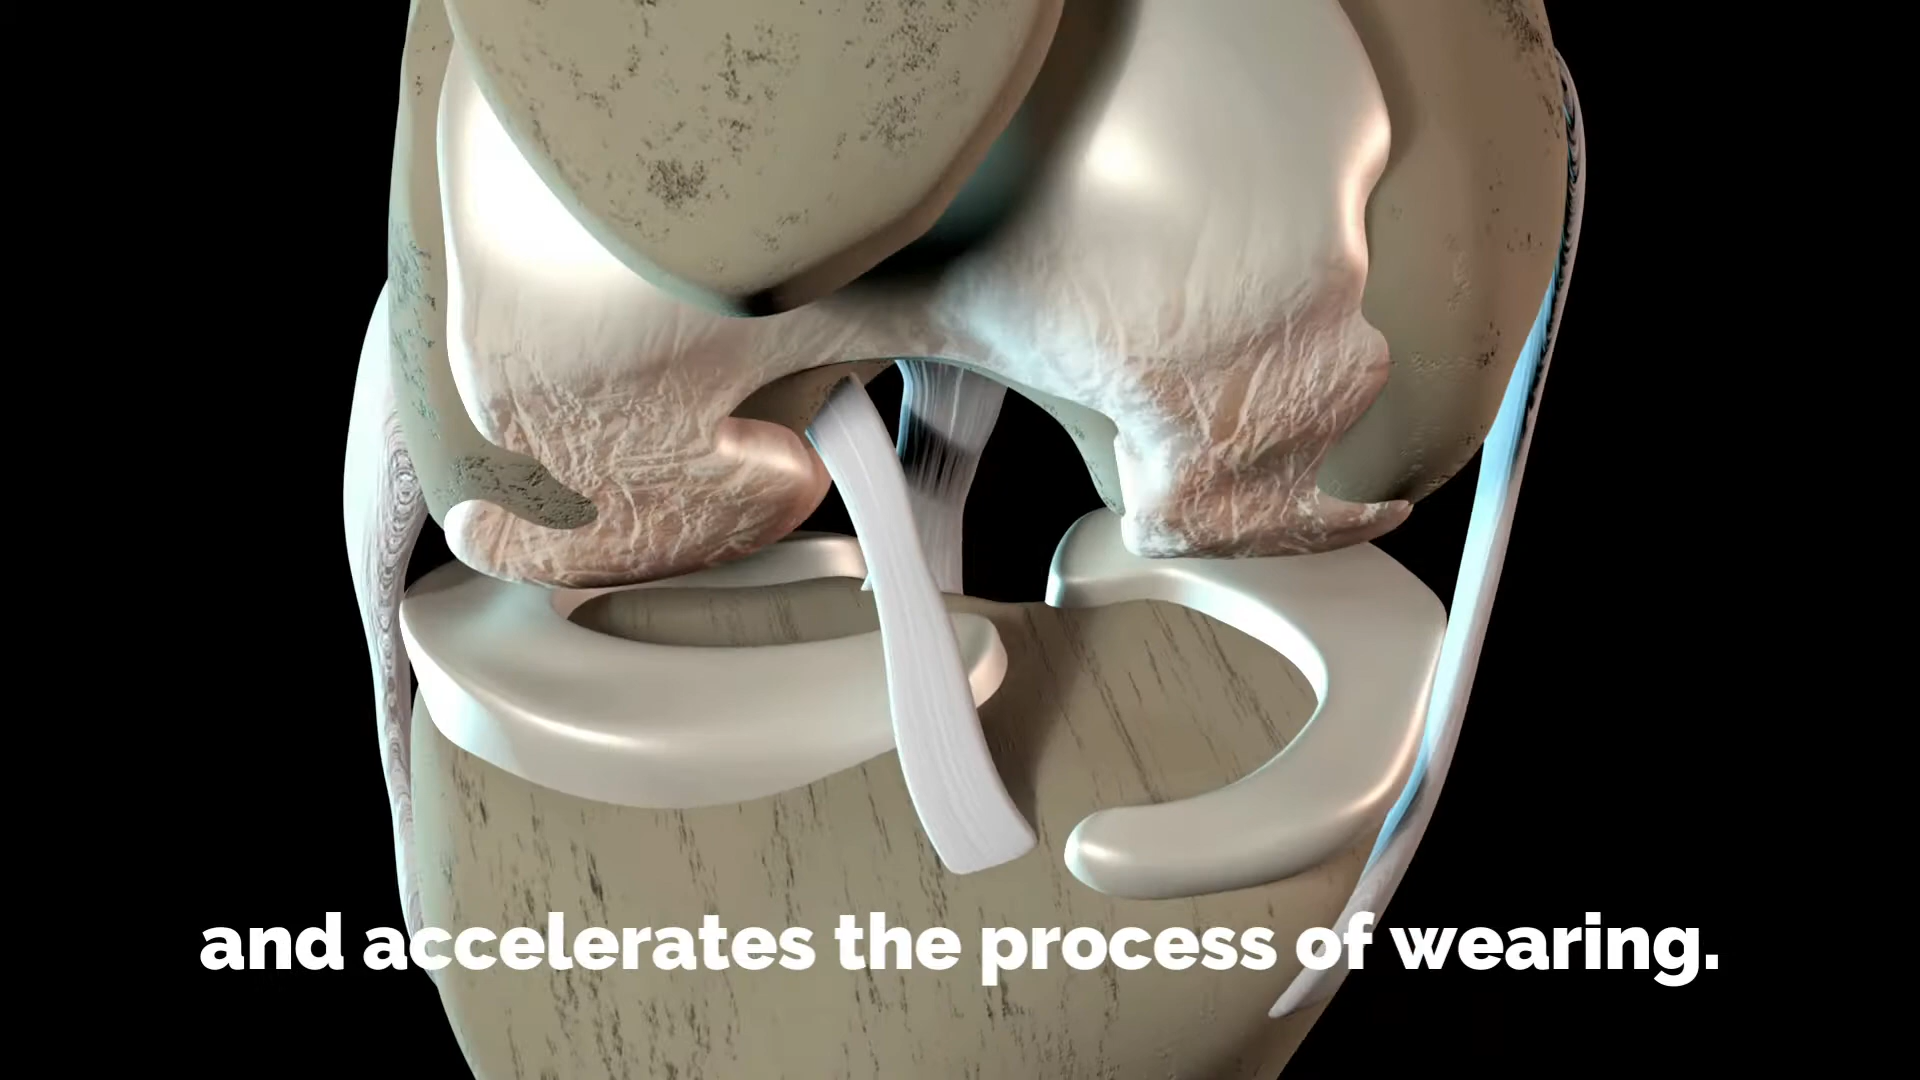 and accelerates the process of wearing.